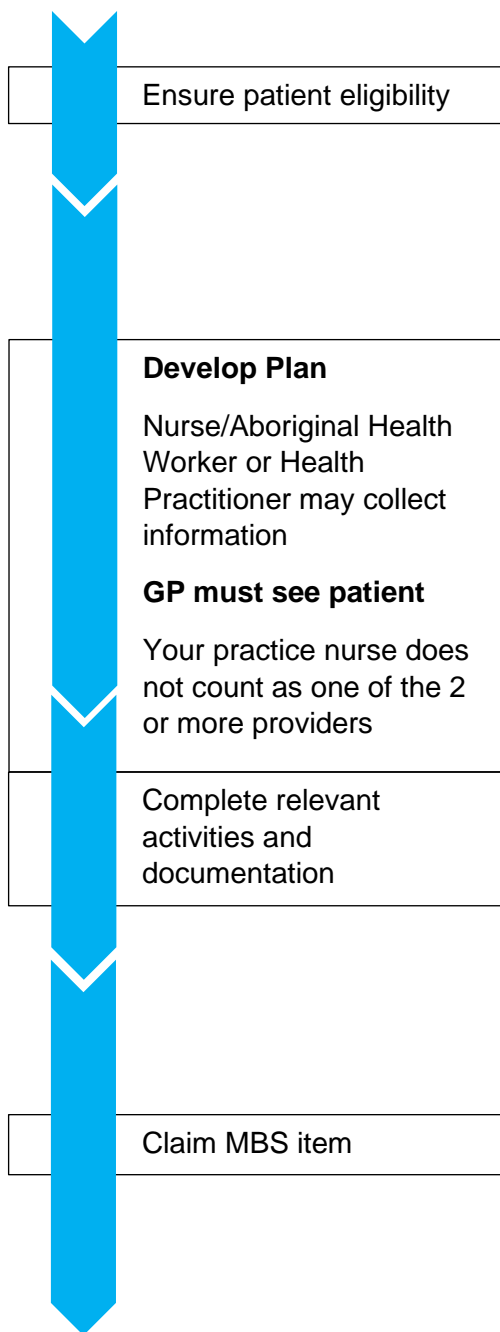 Ensure patient eligibility
Develop Plan
Nurse/Aboriginal Health
Worker or Health
Practitioner may collect
information
GP must see patient
Your practice nurse does
not count as one of the 2
or more providers
Complete relevant
activities and
documentation
Claim MBS item